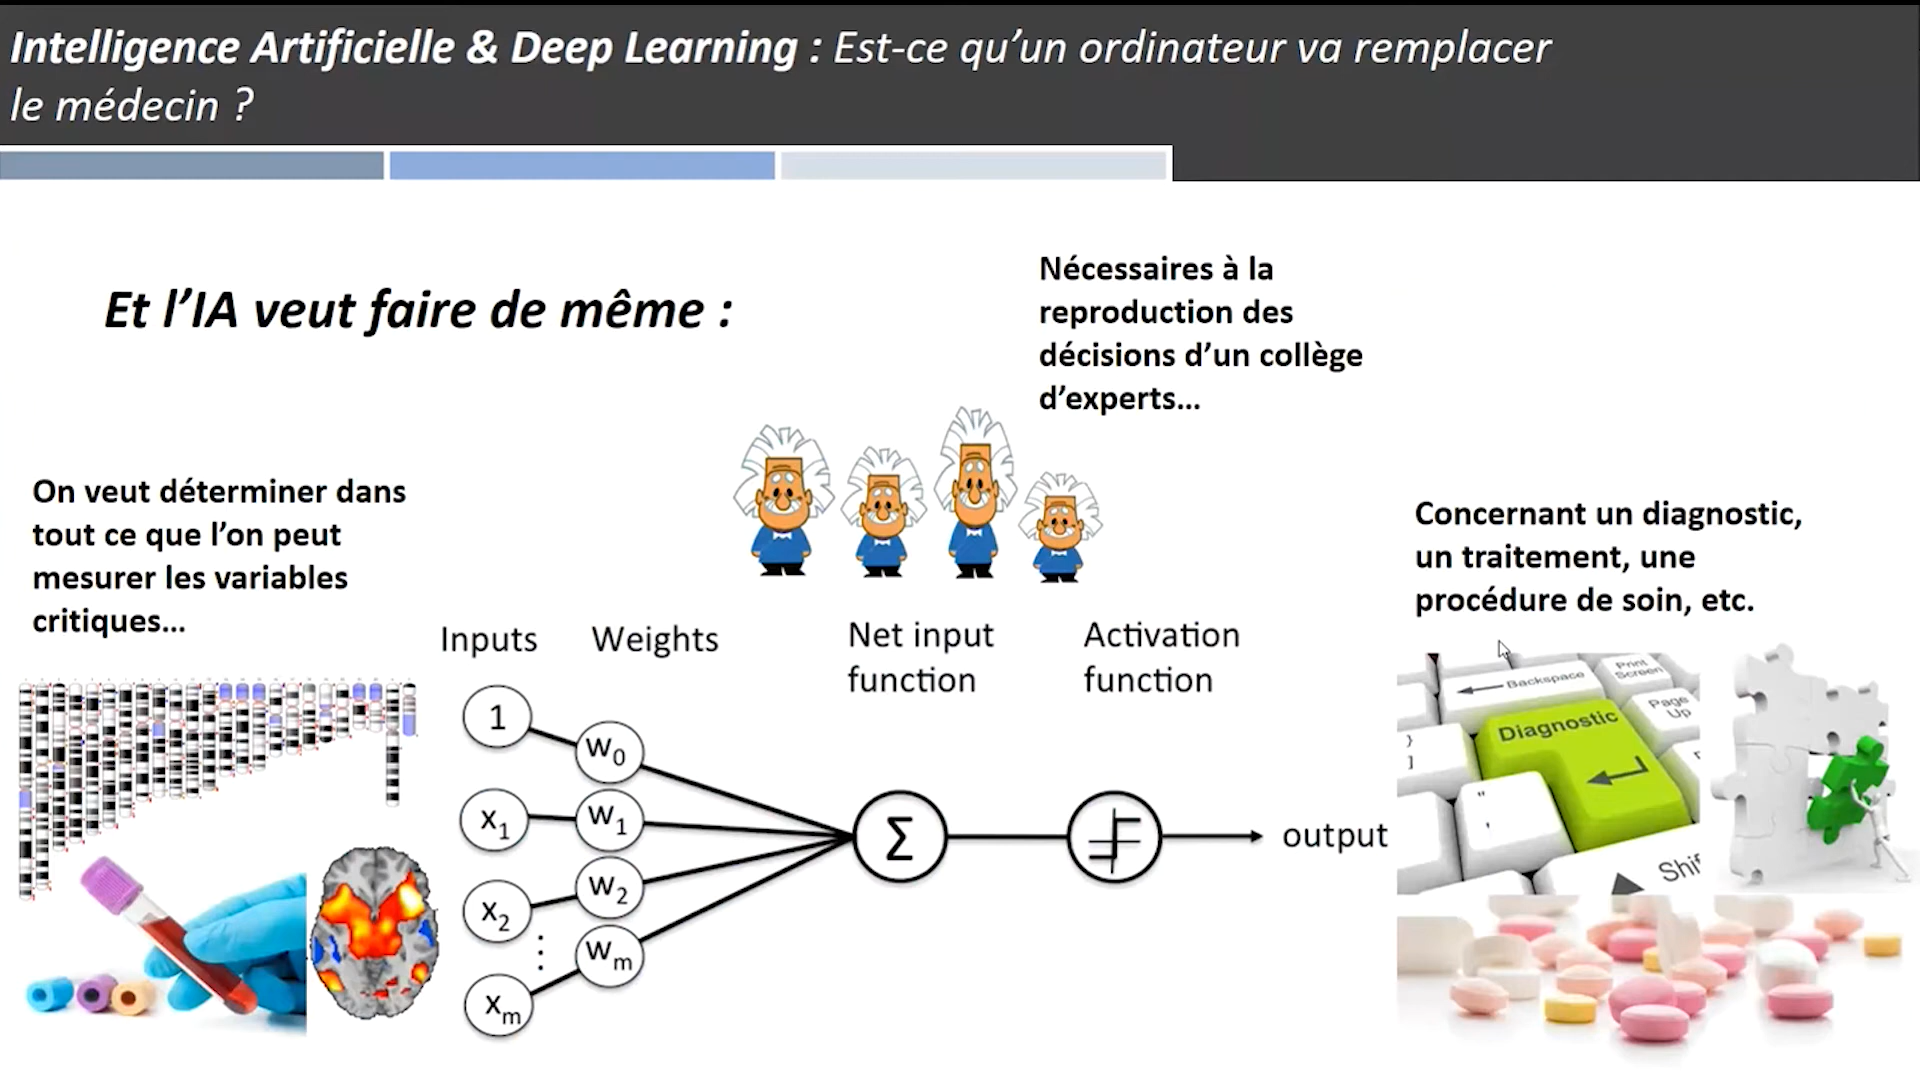 Intelligence Artificielle & Deep Learning : Est-ce qu’un ordinateur va remplacer
le médecin ?
Et l’IA veut faire de même :
Nécessaires à la
reproduction des
décisions d’un collège
d’experts...
On veut déterminer dans
tout ce que l’on peut
mesurer les variables
critiques...
Concernant un diagnostic,
un traitement, une
procédure de soin, etc.
Inputs
Weights
Net input
function
Activation
function
1
w0
x1
w1
x2
w2
⋮
xm
wm
Σ
output
Backspace
Print
Screen
Page
Up
Diagnostic
}
]
"
'
Shif